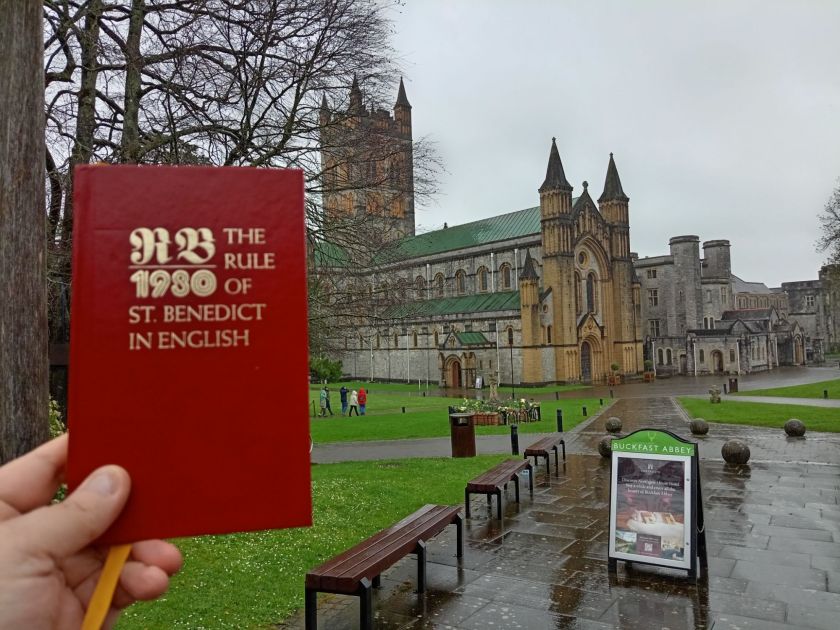 RB THE
1980 RULE
OF
ST. BENEDICT
IN ENGLISH
BUCKFAST ABBEY